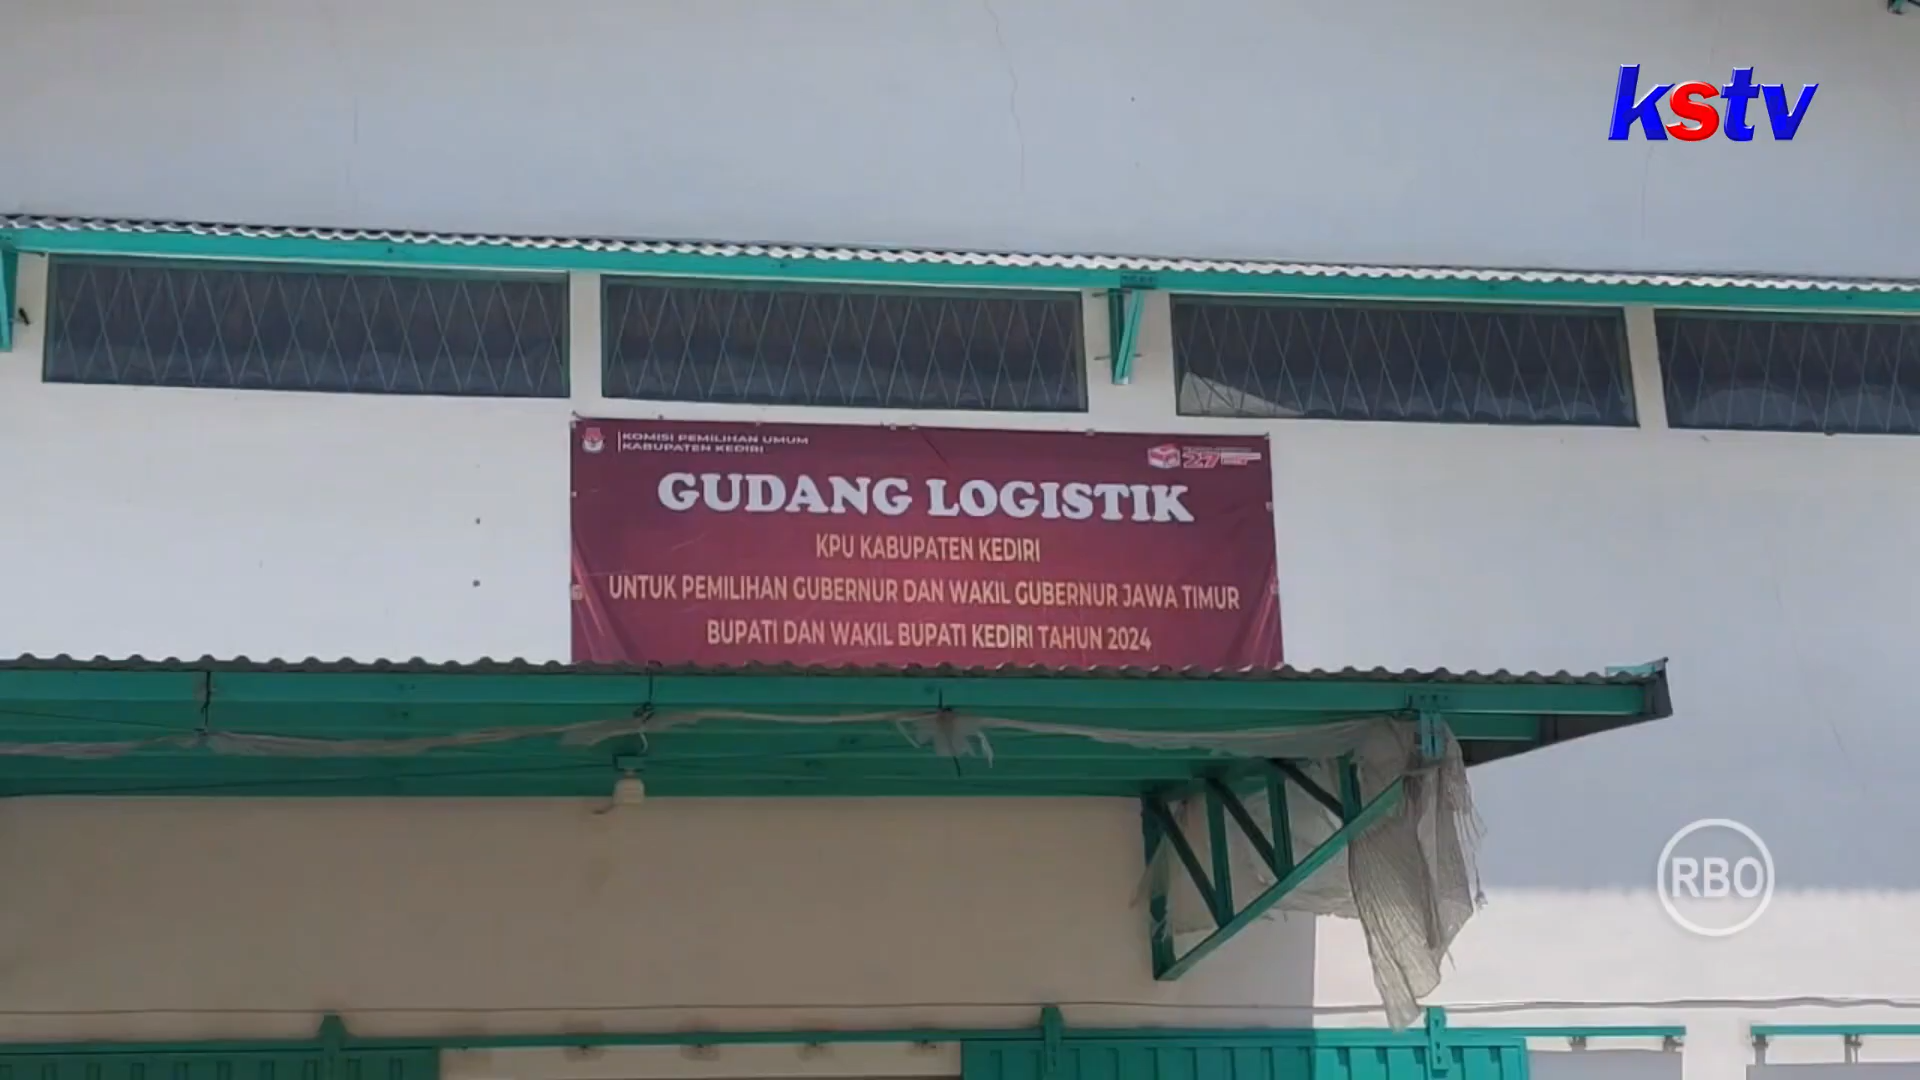 kstv
KOMISI PEMILIHAN UMUM
KABUPATEN KEDIRI
27
GUDANG LOGISTIK
KPU KABUPATEN KEDIRI
UNTUK PEMILIHAN GUBERNUR DAN WAKIL GUBERNUR JAWA TIMUR
BUPATI DAN WAKIL BUPATI KEDIRI TAHUN 2024
RBO